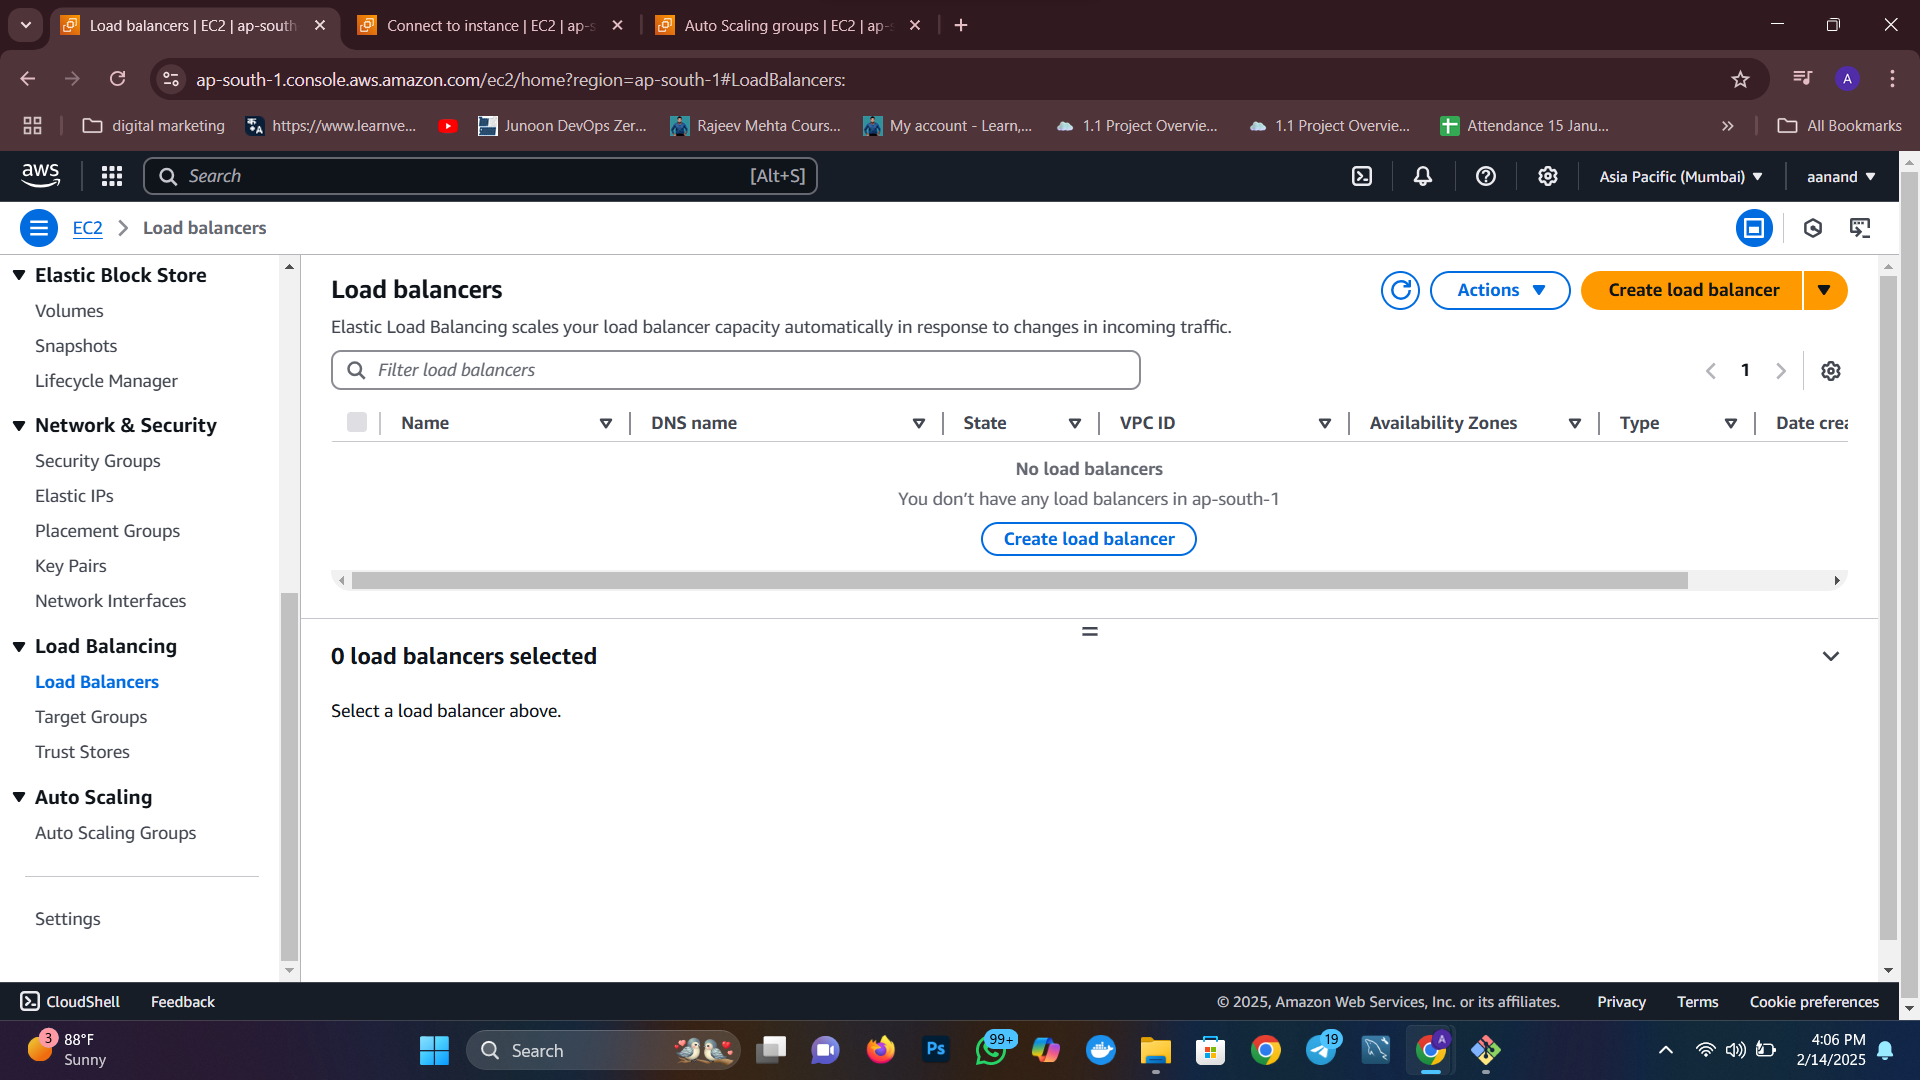 Load balancers | EC2 | ap-south
Connect to instance | EC2 | ap-s
Auto Scaling groups | EC2 | ap-s
ap-south-1.console.aws.amazon.com/ec2/home?region=ap-south-1#LoadBalancers:
A
digital marketing
https://www.learnve...
Junoon DevOps Zer...
Rajeev Mehta Cours...
My account - Learn,...
1.1 Project Overvie...
1.1 Project Overvie...
Attendance 15 Janu...
All Bookmarks
aws
Search
[Alt+S]
Asia Pacific (Mumbai)
aanand
EC2
Load balancers
Elastic Block Store
Volumes
Snapshots
Lifecycle Manager
Network & Security
Security Groups
Elastic IPs
Placement Groups
Key Pairs
Network Interfaces
Load Balancing
Load Balancers
Target Groups
Trust Stores
Auto Scaling
Auto Scaling Groups
Settings
Load balancers
Actions
Create load balancer
Elastic Load Balancing scales your load balancer capacity automatically in response to changes in incoming traffic.
Filter load balancers
1
Name
DNS name
State
VPC ID
Availability Zones
Type
Date crea
No load balancers
You don’t have any load balancers in ap-south-1
Create load balancer
0 load balancers selected
Select a load balancer above.
CloudShell
Feedback
© 2025, Amazon Web Services, Inc. or its affiliates.
Privacy
Terms
Cookie preferences
3
88°F
Sunny
Search
Ps
99+
19
A
4:06 PM
2/14/2025